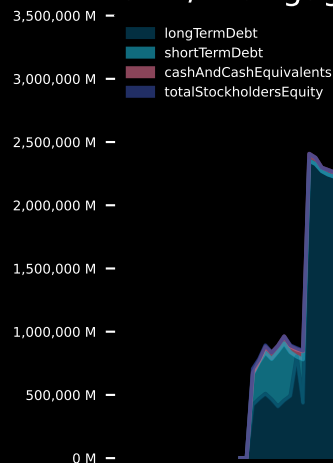 3,500,000 M
longTermDebt
shortTermDebt
cashAndCashEquivalents
totalStockholdersEquity
3,000,000 M
2,500,000 M
2,000,000 M
1,500,000 M
1,000,000 M
500,000 M
0 M